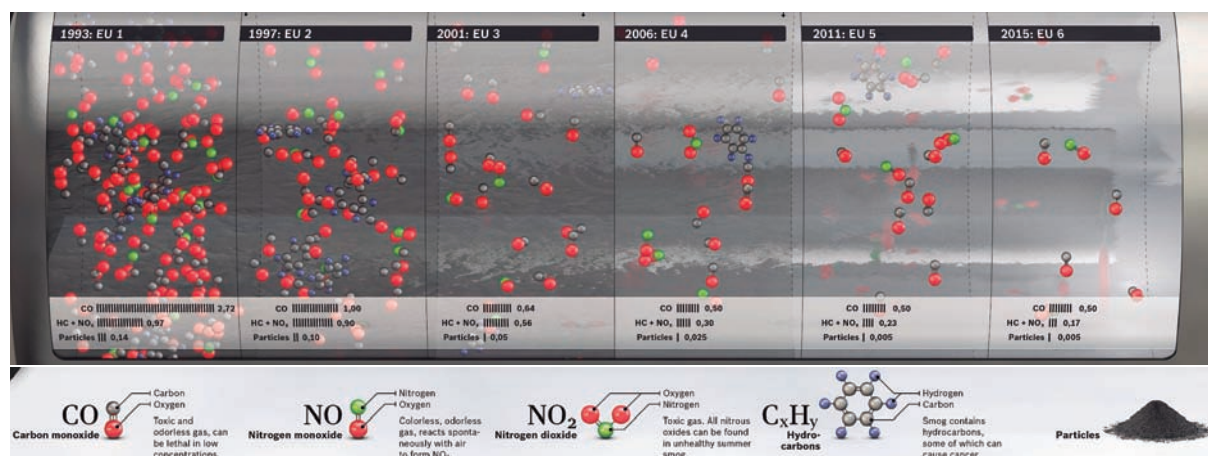 1993: EU 1
1997: EU 2
2001: EU 3
2006: EU 4
2011: EU 5
2015: EU 6
CO 2,72
HC + NOx 0,97
Particles 0,14
CO 1,00
HC + NOx 0,90
Particles 0,10
CO 0,64
HC + NOx 0,56
Particles 0,05
CO 0,50
HC + NOx 0,30
Particles 0,025
CO 0,50
HC + NOx 0,23
Particles 0,005
CO 0,50
HC + NOx 0,17
Particles 0,005
CO
Carbon monoxide
Carbon
Oxygen
Toxic and
odorless gas, can
be lethal in low
concentrations.
NO
Nitrogen monoxide
Nitrogen
Oxygen
Colorless, odorless
gas, reacts sponta-
neously with air
to form NO₂
NO₂
Nitrogen dioxide
Oxygen
Nitrogen
Toxic gas. All nitrous
oxides can be found
in unhealthy summer
smog.
CxHy
Hydro-
carbons
Hydrogen
Carbon
Smog contains
hydrocarbons,
some of which can
cause cancer
Particles